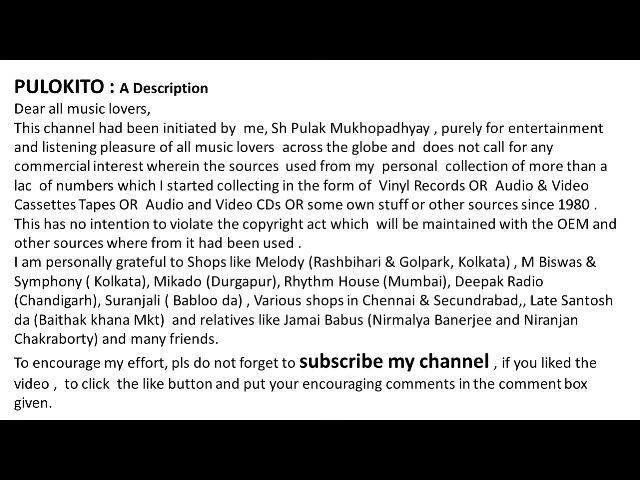 PULOKITO : A Description
Dear all music lovers,
This channel had been initiated by me, Sh Pulak Mukhopadhyay , purely for entertainment
and listening pleasure of all music lovers across the globe and does not call for any
commercial interest wherein the sources used from my personal collection of more than a
lac of numbers which I started collecting in the form of Vinyl Records OR Audio & Video
Cassettes Tapes OR Audio and Video CDs OR some own stuff or other sources since 1980 .
This has no intention to violate the copyright act which will be maintained with the OEM and
other sources where from it had been used .
I am personally grateful to Shops like Melody (Rashbihari & Golpark, Kolkata) , M Biswas &
Symphony ( Kolkata), Mikado (Durgapur), Rhythm House (Mumbai), Deepak Radio
(Chandigarh), Suranjali ( Babloo da) , Various shops in Chennai & Secundrabad,, Late Santosh
da (Baithak khana Mkt) and relatives like Jamai Babus (Nirmalya Banerjee and Niranjan
Chakraborty) and many friends.
To encourage my effort, pls do not forget to subscribe my channel , if you liked the
video , to click the like button and put your encouraging comments in the comment box
given.